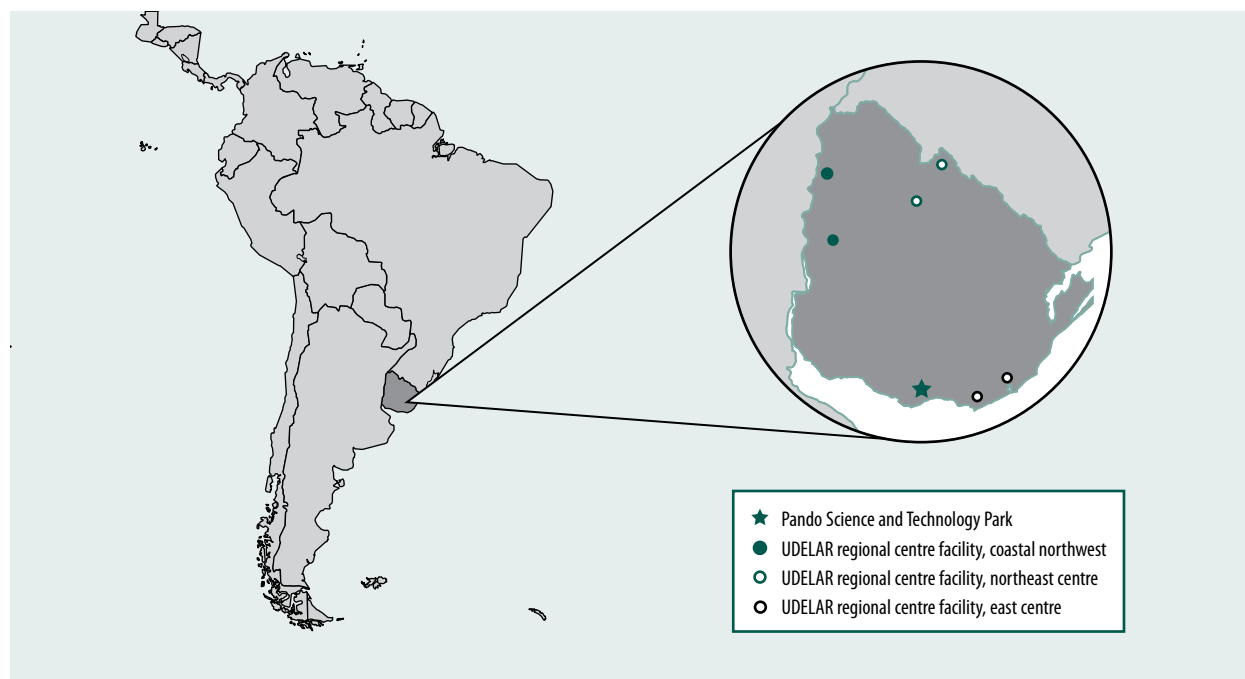 Pando Science and Technology Park
UDELAR regional centre facility, coastal northwest
UDELAR regional centre facility, northeast centre
UDELAR regional centre facility, east centre